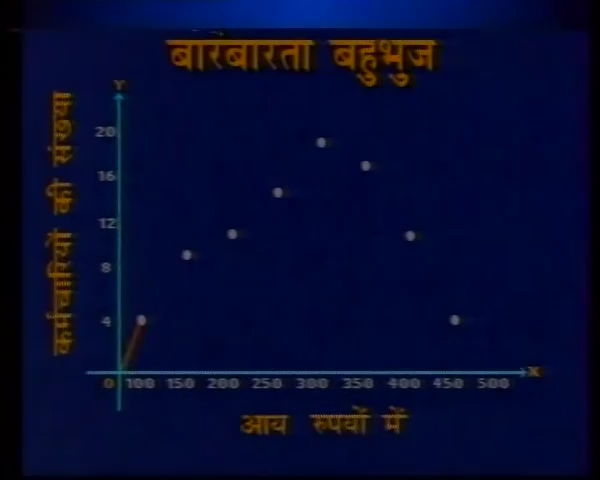 बारंबारता बहुभुज
Y
कर्मचारियों की संख्या
20
16
12
8
4
0 100 150 200 250 300 350 400 450 500 X
आय रुपयों में